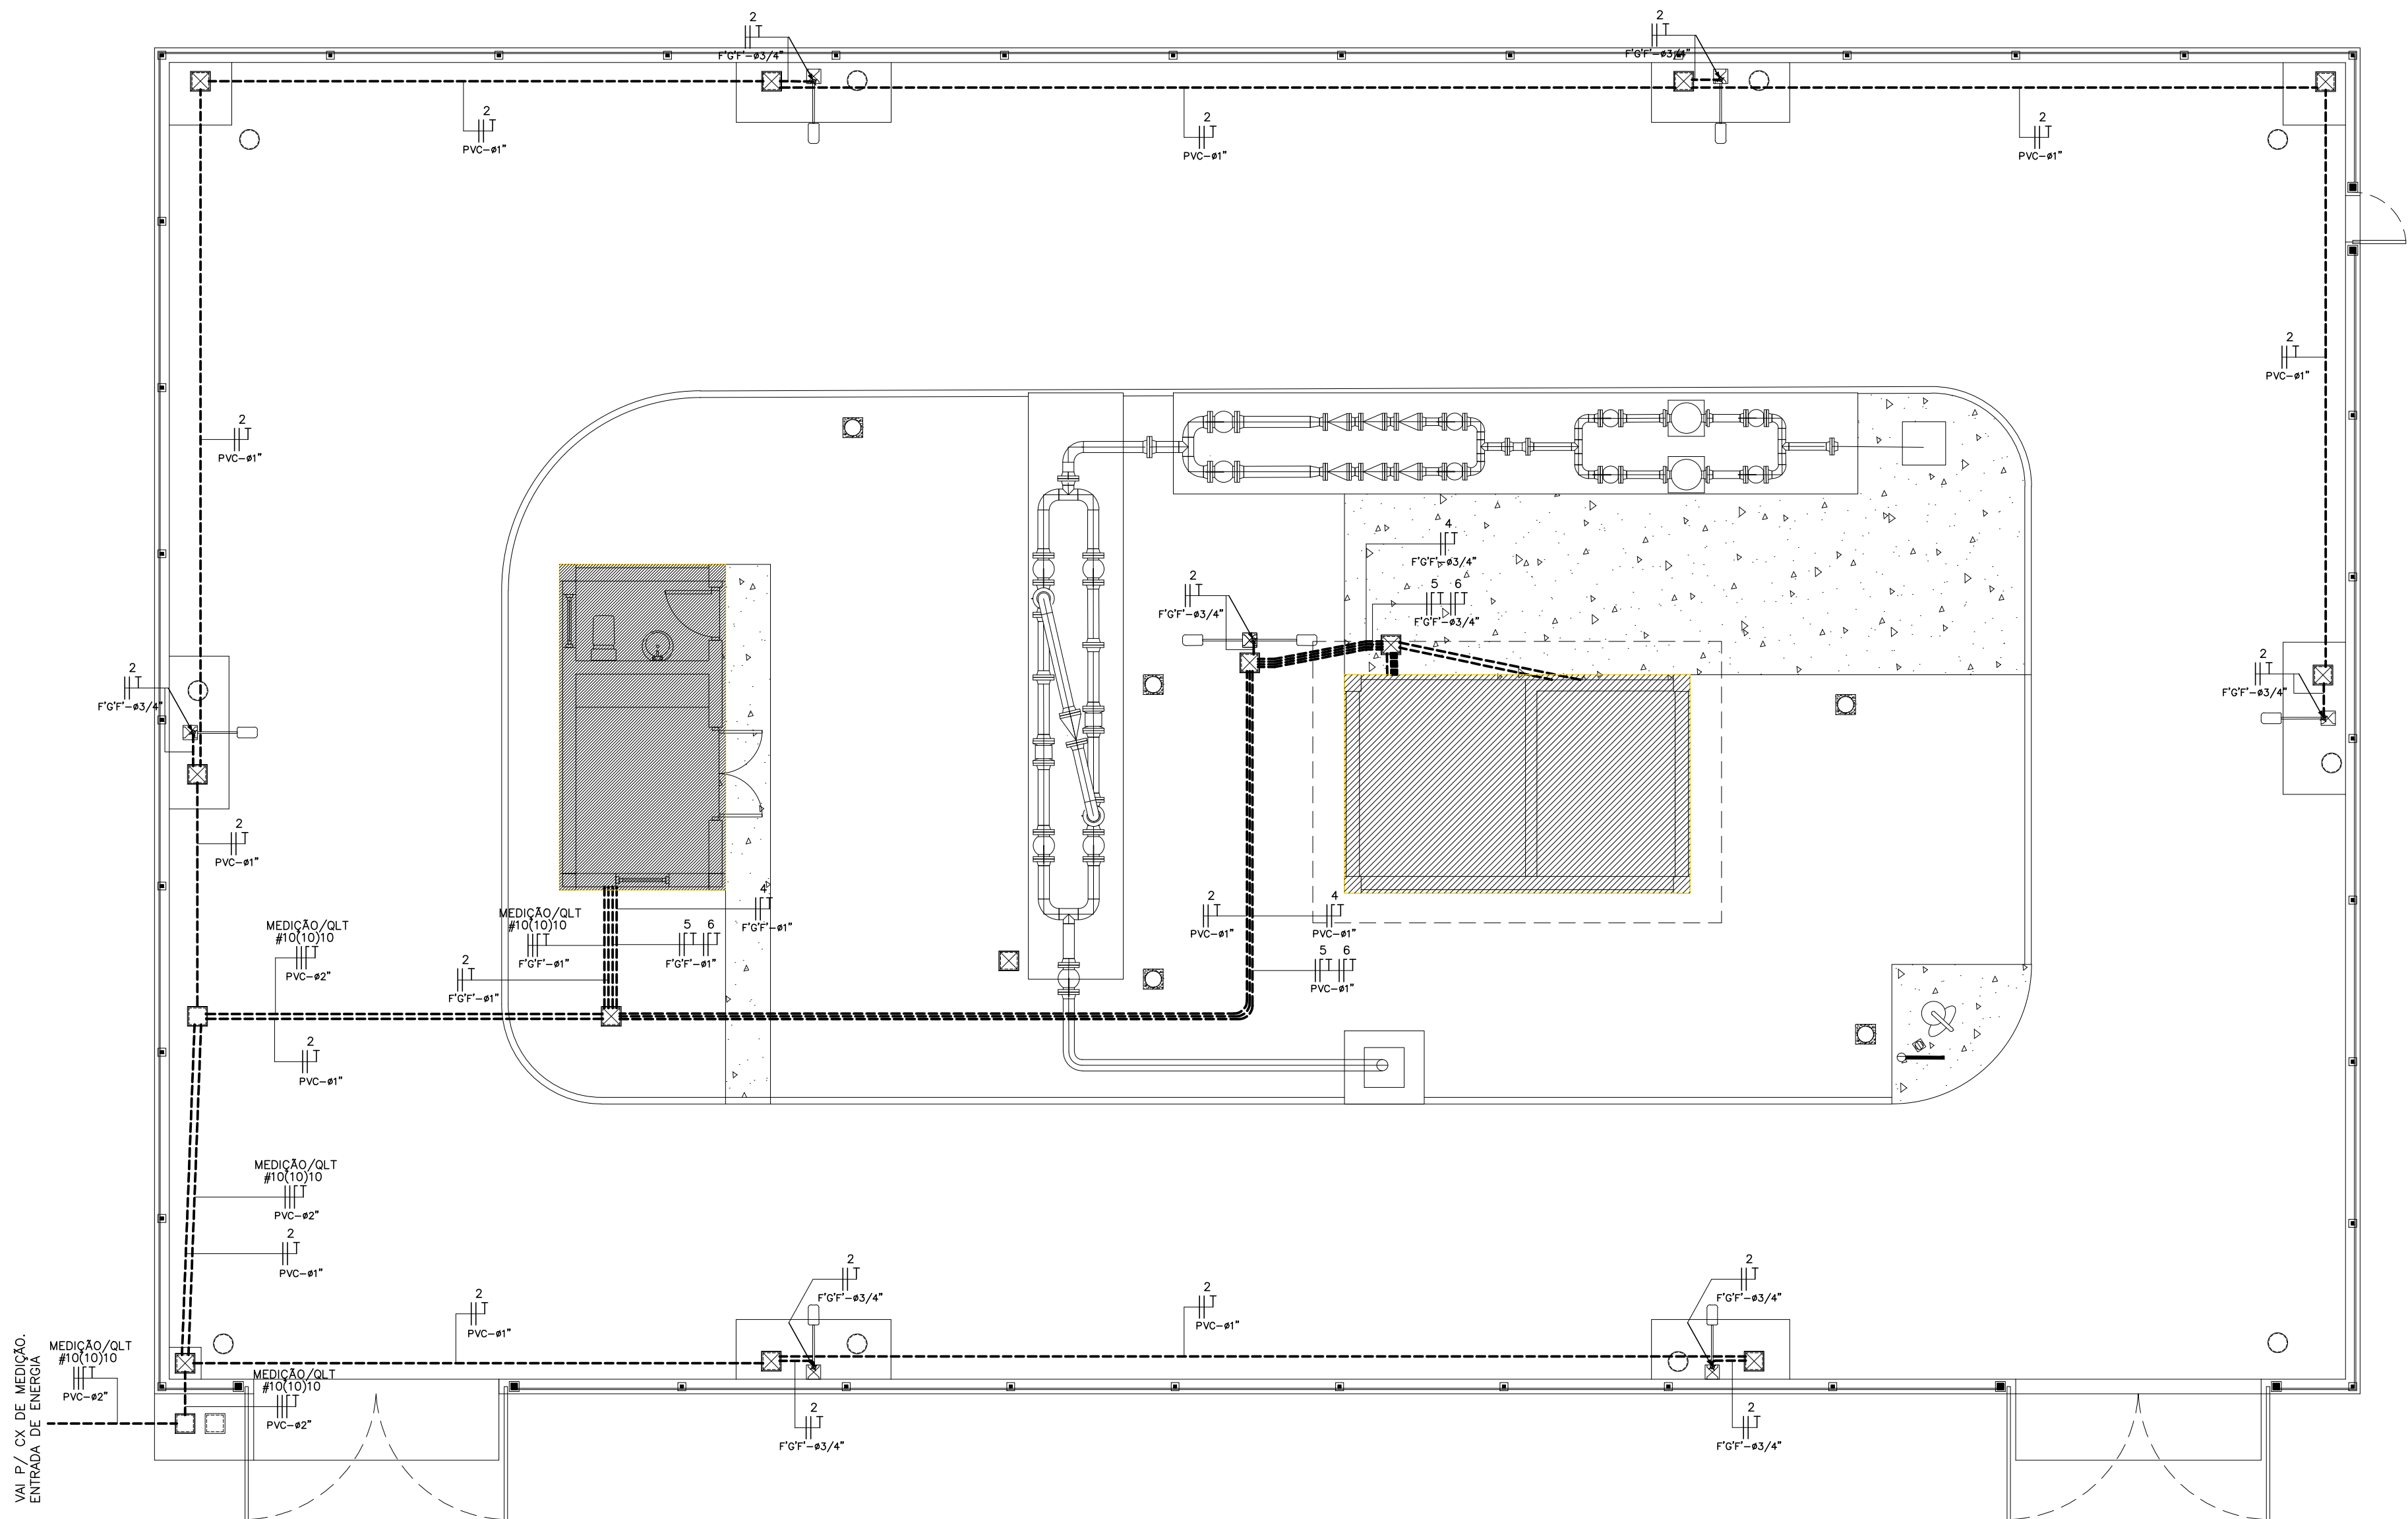 2
T
F'G'F'-ø3/4"
2
T
F'G'F'-ø3/4"
2
T
PVC-ø1"
2
T
PVC-ø1"
2
T
PVC-ø1"
2
T
PVC-ø1"
2
T
PVC-ø1"
4
T
F'G'F'-ø3/4"
5 6
T T
F'G'F'-ø3/4"
2
T
F'G'F'-ø3/4"
2
T
F'G'F'-ø3/4"
2
T
F'G'F'-ø3/4"
2
T
PVC-ø1"
4
T
F'G'F'-ø1"
MEDIÇÃO/QLT
#10(10)10
T
F'G'F'-ø1"
5 6
T T
F'G'F'-ø1"
2
T
PVC-ø1"
4
T
PVC-ø1"
MEDIÇÃO/QLT
#10(10)10
T
PVC-ø2"
2
T
F'G'F'-ø1"
5 6
T T
PVC-ø1"
2
T
PVC-ø1"
MEDIÇÃO/QLT
#10(10)10
T
PVC-ø2"
2
T
PVC-ø1"
2
T
PVC-ø1"
2
T
F'G'F'-ø3/4"
2
T
PVC-ø1"
2
T
F'G'F'-ø3/4"
VAI P/ CX DE MEDIÇÃO.
ENTRADA DE ENERGIA
MEDIÇÃO/QLT
#10(10)10
T
PVC-ø2"
MEDIÇÃO/QLT
#10(10)10
T
PVC-ø2"
2
T
F'G'F'-ø3/4"
2
T
F'G'F'-ø3/4"